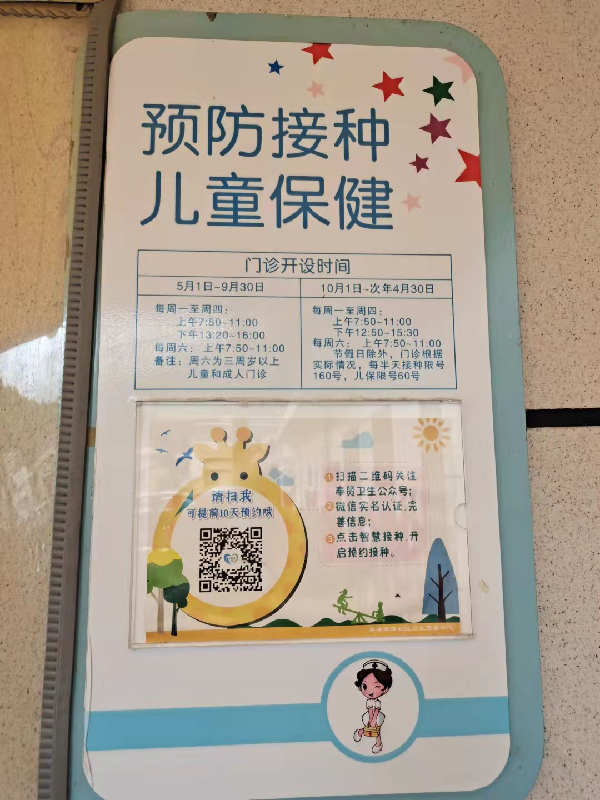 预防接种
儿童保健
门诊开设时间
5月1日~9月30日
10月1日~次年4月30日
每周一至周四:
上午7:50~11:00
下午13:20~16:00
每周六: 上午7:50~11:00
备注: 周六为三周岁以上
儿童和成人门诊
每周一至周四:
上午7:50~11:00
下午12:50~15:30
每周六: 上午7:50~11:00
节假日除外, 门诊根据
实际情况, 每半天接种限号
160号, 儿保限号60号
请扫我
可提前10天预约哦
1扫描二维码关注
奉贤卫生公众号;
2微信实名认证,完
善信息;
3点击智慧接种,开
启预约接种。